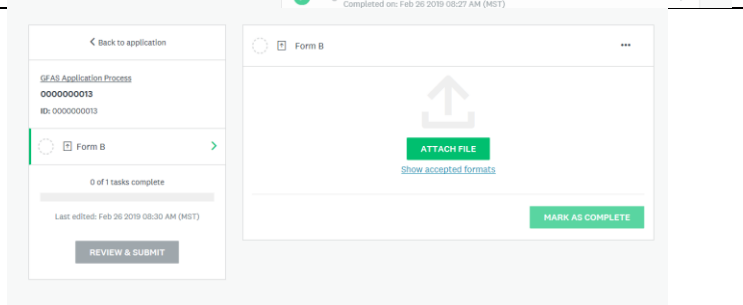 Completed on: Feb 26 2019 08:27 AM (MST)
Back to application
GFAS Application Process
0000000013
ID: 0000000013
Form B
0 of 1 tasks complete
Last edited: Feb 26 2019 08:30 AM (MST)
REVIEW & SUBMIT
Form B
ATTACH FILE
Show accepted formats
MARK AS COMPLETE